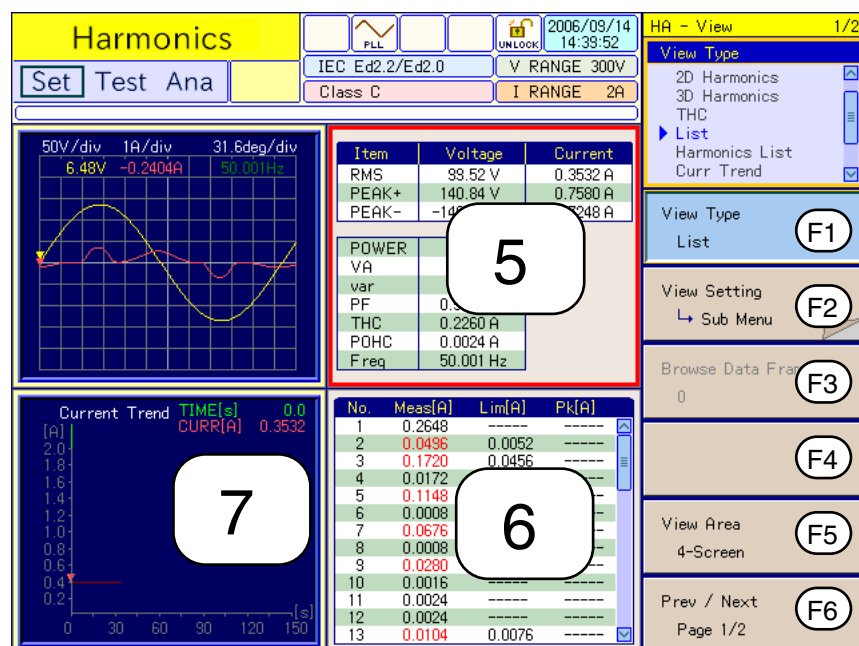 Harmonics
PLL
UNLOCK
2006/09/14
14:39:52
HA - View 1/2
Set Test Ana
IEC Ed2.2/Ed2.0
V RANGE 300V
Class C
I RANGE 2A
View Type
2D Harmonics
3D Harmonics
THC
List
Harmonics List
Curr Trend
50V/div 1A/div 31.6deg/div
6.48V -0.2404A 50.001Hz
Item Voltage Current
RMS 99.52 V 0.3532 A
PEAK+ 140.84 V 0.7580 A
PEAK-
POWER
VA
var
PF
THC 0.2260 A
POHC 0.0024 A
Freq 50.001 Hz
5
View Type
List
F1
View Setting
Sub Menu
F2
Browse Data
0
F3
F4
View Area
4-Screen
F5
Prev / Next
Page 1/2
F6
Current Trend TIME[s] 0.0
CURR[A] 0.3532
[A]
2.0
1.8
1.6
1.4
1.2
1.0
0.8
0.6
0.4
0.2
[s]
0 30 60 90 120 150
7
No. Meas[A] Lim[A] Pk[A]
1 0.2648 ----- -----
2 0.0496 0.0052 -----
3 0.1720 0.0456 -----
4 0.0172
5 0.1148
6 0.0008
7 0.0676
8 0.0008
9 0.0280
10 0.0016 ----- -----
11 0.0024 ----- -----
12 0.0024 ----- -----
13 0.0104 0.0076 -----
6